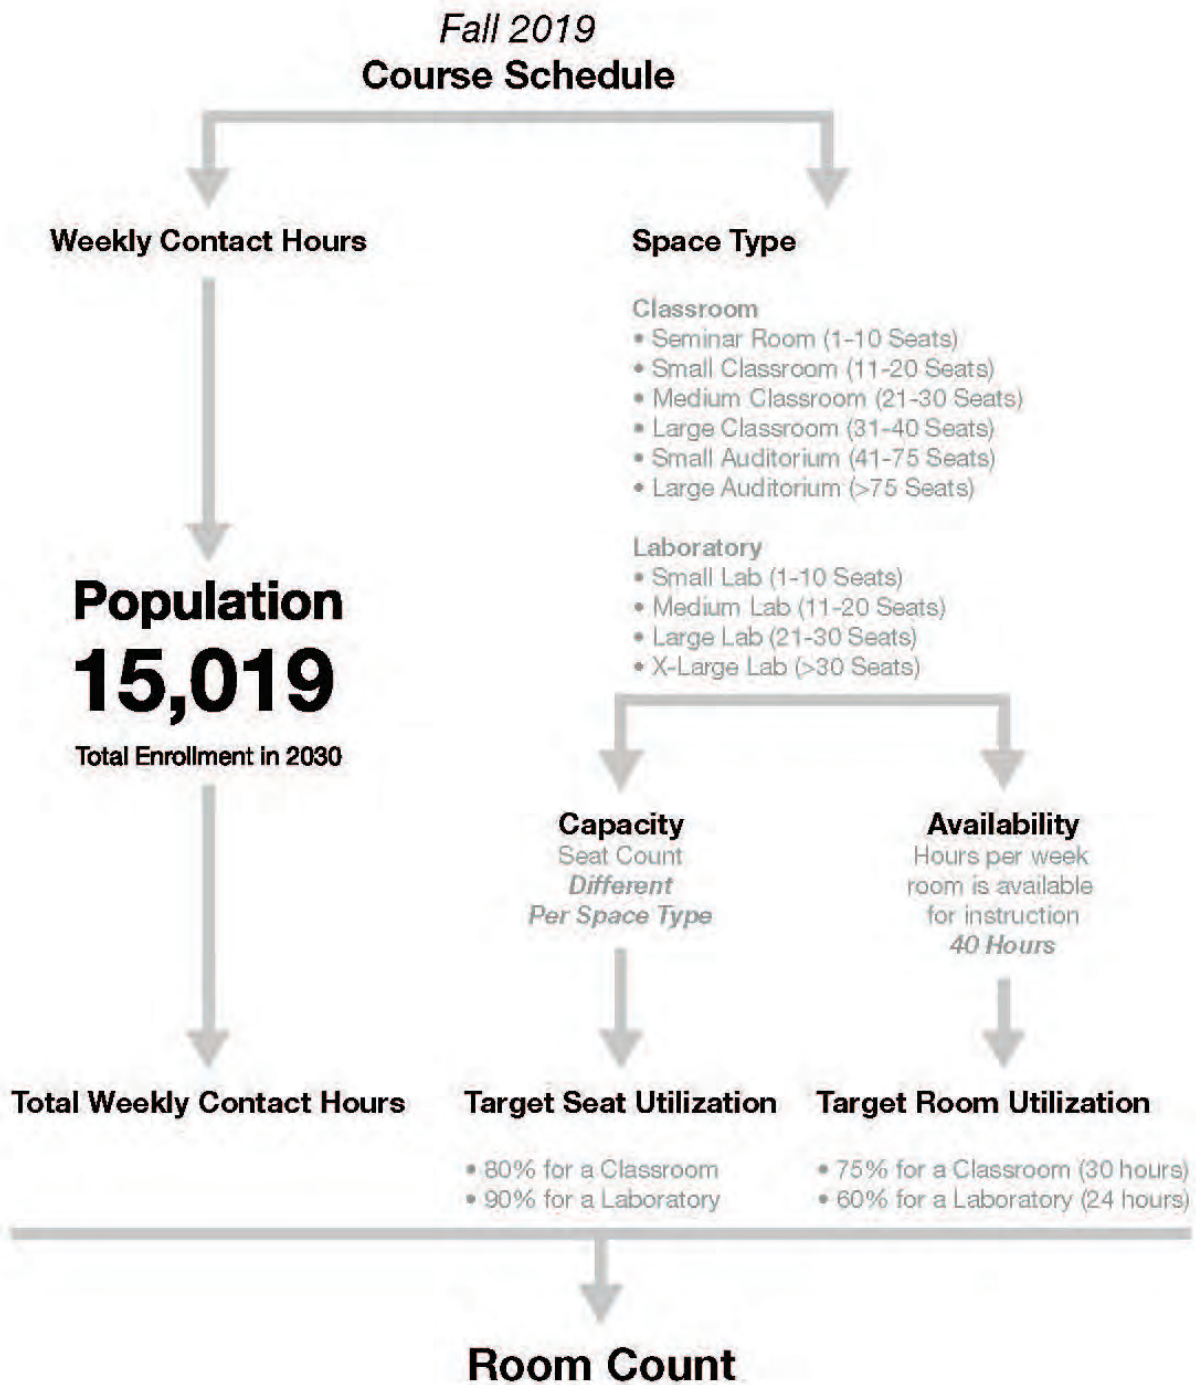 Fall 2019
Course Schedule
Weekly Contact Hours
Space Type
Classroom
• Seminar Room (1-10 Seats)
• Small Classroom (11-20 Seats)
• Medium Classroom (21-30 Seats)
• Large Classroom (31-40 Seats)
• Small Auditorium (41-75 Seats)
• Large Auditorium (>75 Seats)
Laboratory
• Small Lab (1-10 Seats)
• Medium Lab (11-20 Seats)
• Large Lab (21-30 Seats)
• X-Large Lab (>30 Seats)
Population
15,019
Total Enrollment in 2030
Capacity
Seat Count
Different
Per Space Type
Availability
Hours per week
room is available
for instruction
40 Hours
Total Weekly Contact Hours
Target Seat Utilization
• 80% for a Classroom
• 90% for a Laboratory
Target Room Utilization
• 75% for a Classroom (30 hours)
• 60% for a Laboratory (24 hours)
Room Count